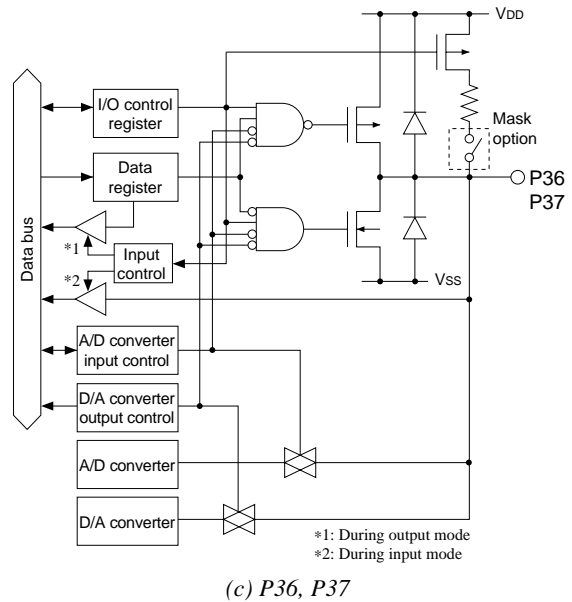 VDD
I/O control
register
Mask
option
Data
register
P36
P37
Data bus
*1
Input
control
*2
VSS
A/D converter
input control
D/A converter
output control
A/D converter
D/A converter
*1: During output mode
*2: During input mode
(c) P36, P37